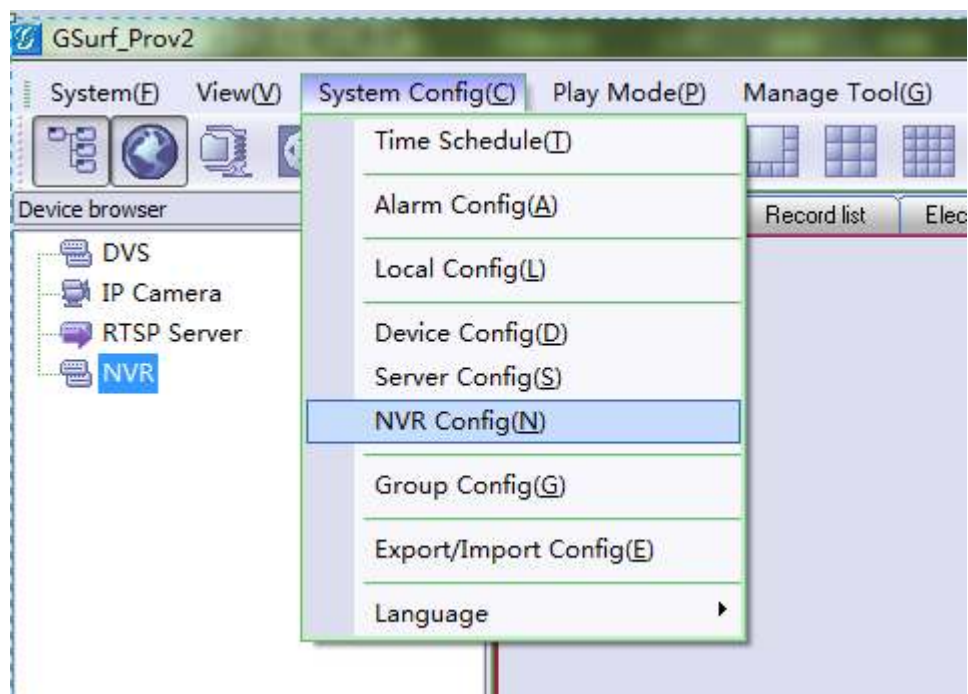 GSurf_Prov2
System(F) View(V) System Config(C) Play Mode(P) Manage Tool(G)
Device browser
Record list
Elec
DVS
IP Camera
RTSP Server
NVR
Time Schedule(T)
Alarm Config(A)
Local Config(L)
Device Config(D)
Server Config(S)
NVR Config(N)
Group Config(G)
Export/Import Config(E)
Language